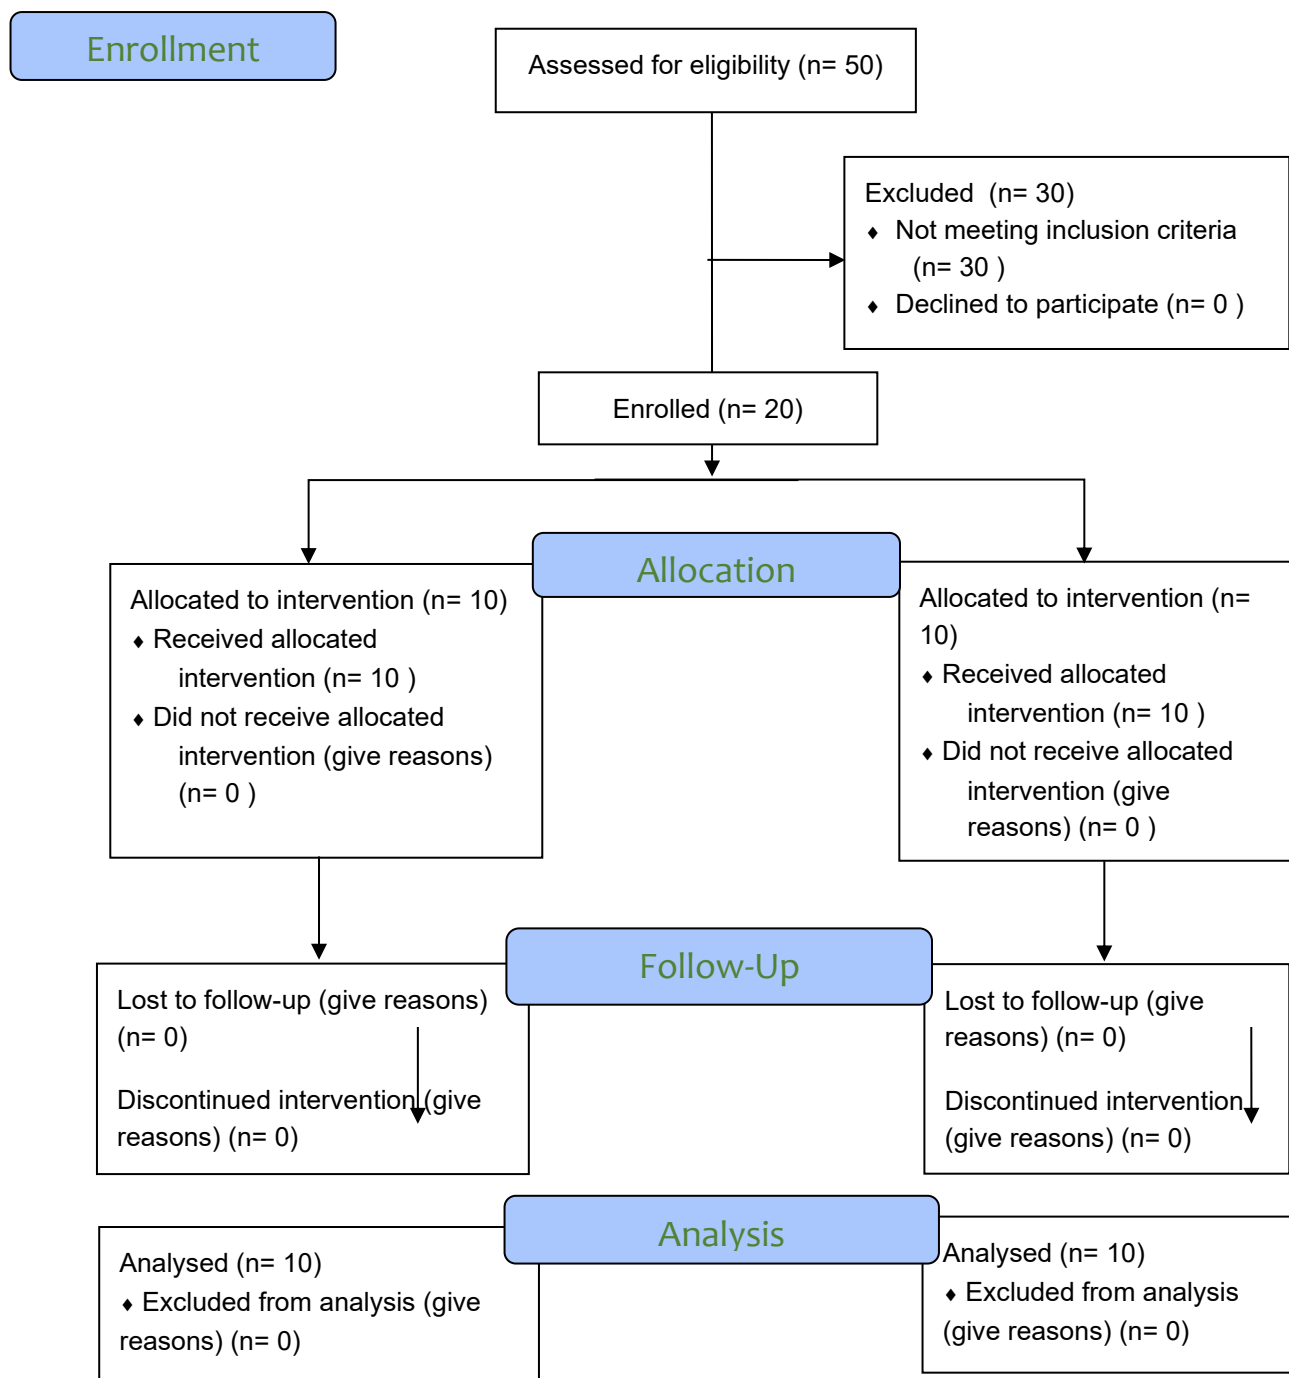 Enrollment
Assessed for eligibility (n= 50)
Excluded  (n= 30)
♦ Not meeting inclusion criteria
(n= 30 )
♦ Declined to participate (n= 0 )
Enrolled (n= 20)
Allocation
Allocated to intervention (n= 10)
♦ Received allocated
intervention (n= 10 )
♦ Did not receive allocated
intervention (give reasons)
(n= 0 )
Allocated to intervention (n=
10)
♦ Received allocated
intervention (n= 10 )
♦ Did not receive allocated
intervention (give
reasons) (n= 0 )
Follow-Up
Lost to follow-up (give reasons)
(n= 0)
Discontinued intervention (give
reasons) (n= 0)
Lost to follow-up (give
reasons) (n= 0)
Discontinued intervention
(give reasons) (n= 0)
Analysis
Analysed (n= 10)
♦ Excluded from analysis (give
reasons) (n= 0)
Analysed (n= 10)
♦ Excluded from analysis
(give reasons) (n= 0)